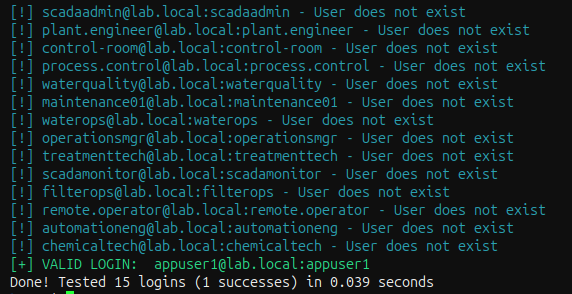 [!] scadaadmin@lab.local:scadaadmin - User does not exist
[!] plant.engineer@lab.local:plant.engineer - User does not exist
[!] control-room@lab.local:control-room - User does not exist
[!] process.control@lab.local:process.control - User does not exist
[!] waterquality@lab.local:waterquality - User does not exist
[!] maintenance01@lab.local:maintenance01 - User does not exist
[!] waterops@lab.local:waterops - User does not exist
[!] operationsmgr@lab.local:operationsmgr - User does not exist
[!] treatmenttech@lab.local:treatmenttech - User does not exist
[!] scadamonitor@lab.local:scadamonitor - User does not exist
[!] filterops@lab.local:filterops - User does not exist
[!] remote.operator@lab.local:remote.operator - User does not exist
[!] automationeng@lab.local:automationeng - User does not exist
[!] chemicaltech@lab.local:chemicaltech - User does not exist
[+] VALID LOGIN:  appuser1@lab.local:appuser1
Done! Tested 15 logins (1 successes) in 0.039 seconds